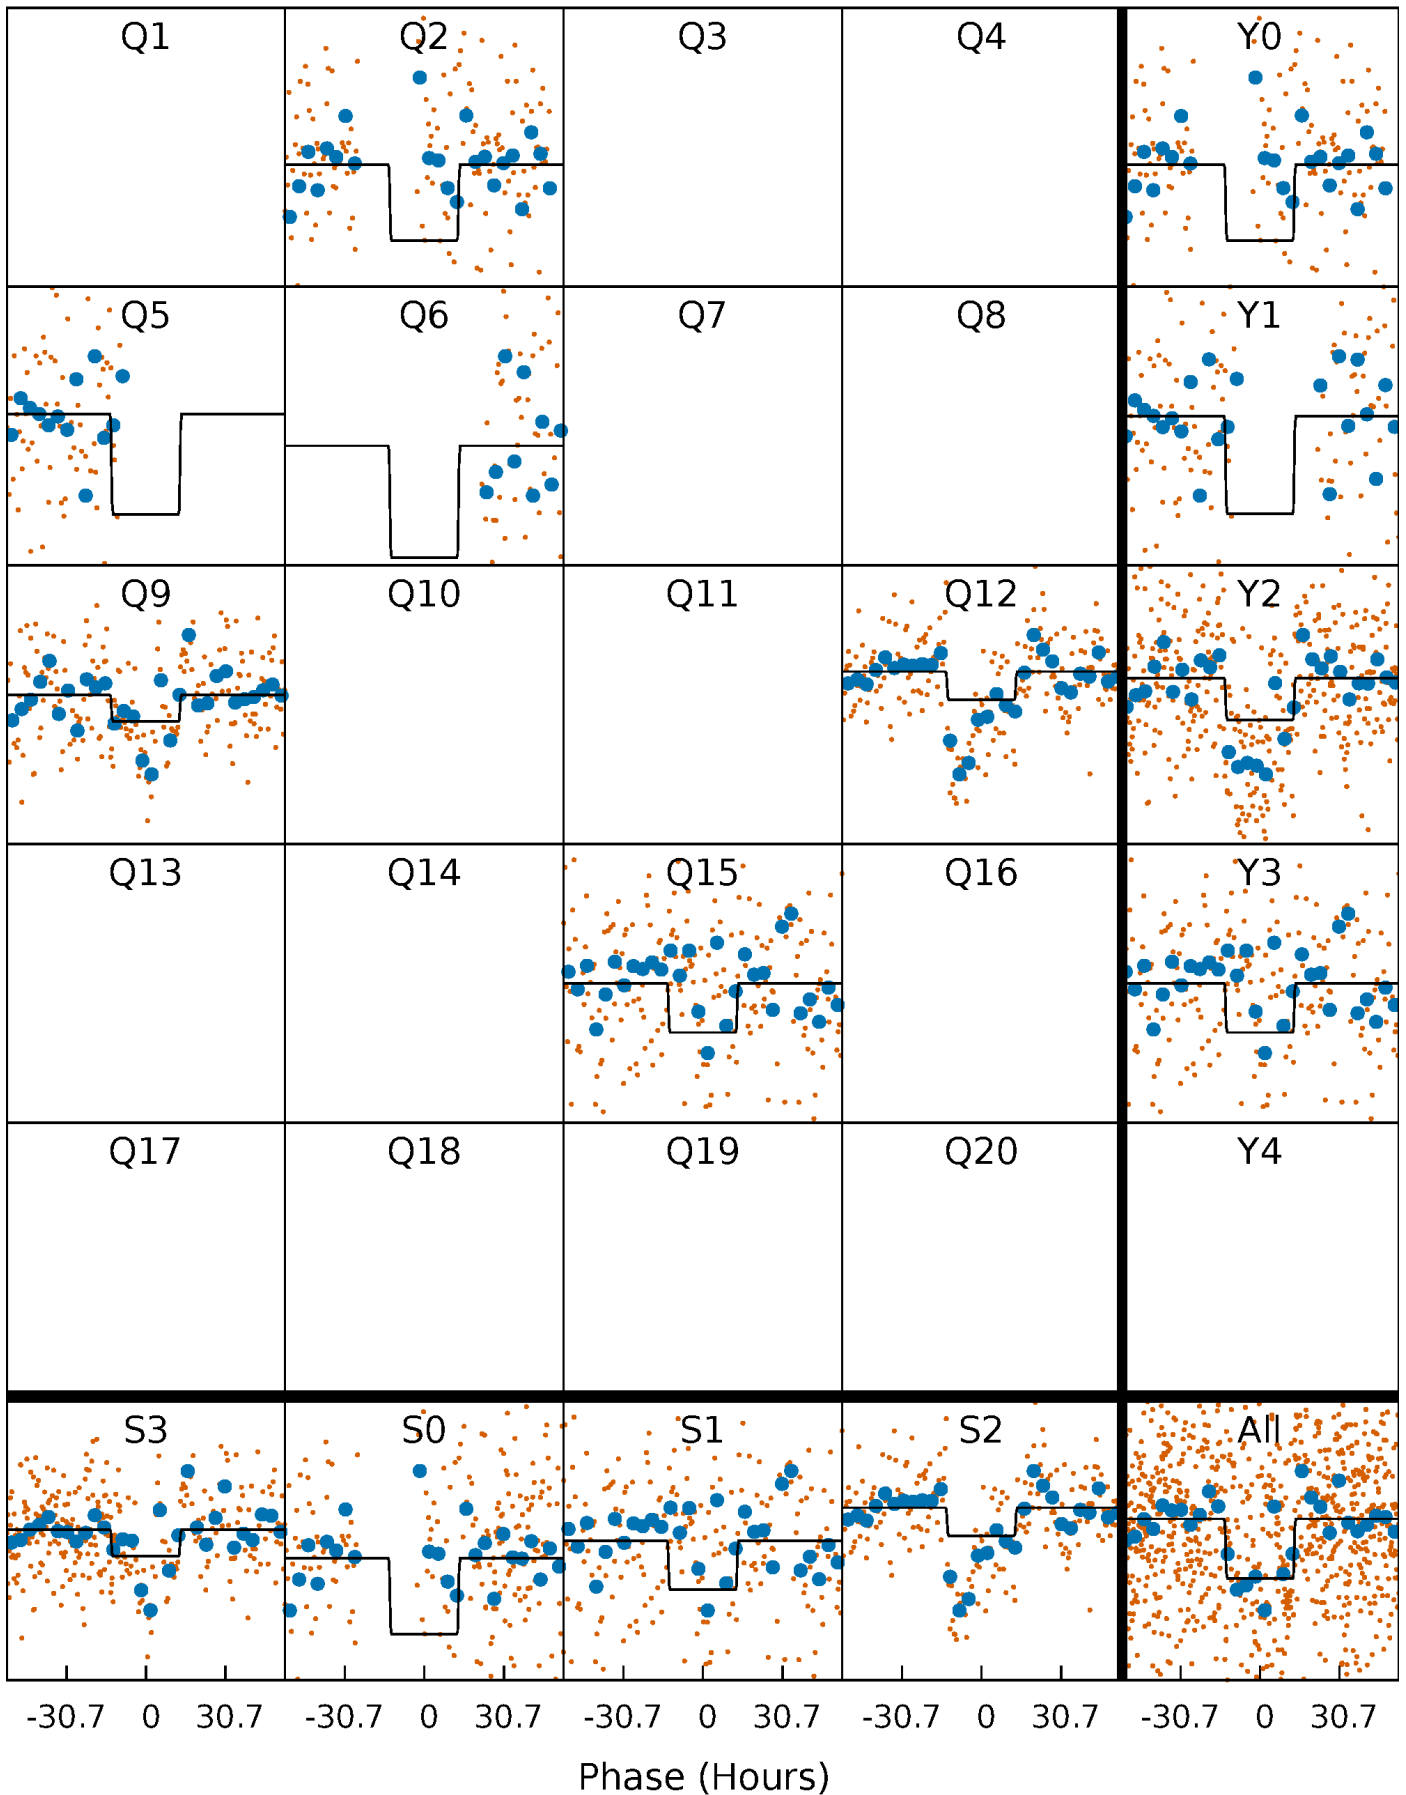 Q1 Q2 Q3 Q4 Y0
Q5 Q6 Q7 Q8 Y1
Q9 Q10 Q11 Q12 Y2
Q13 Q14 Q15 Q16 Y3
Q17 Q18 Q19 Q20 Y4
S3 S0 S1 S2 All
-30.7 0 30.7 -30.7 0 30.7 -30.7 0 30.7 -30.7 0 30.7 -30.7 0 30.7
Phase (Hours)